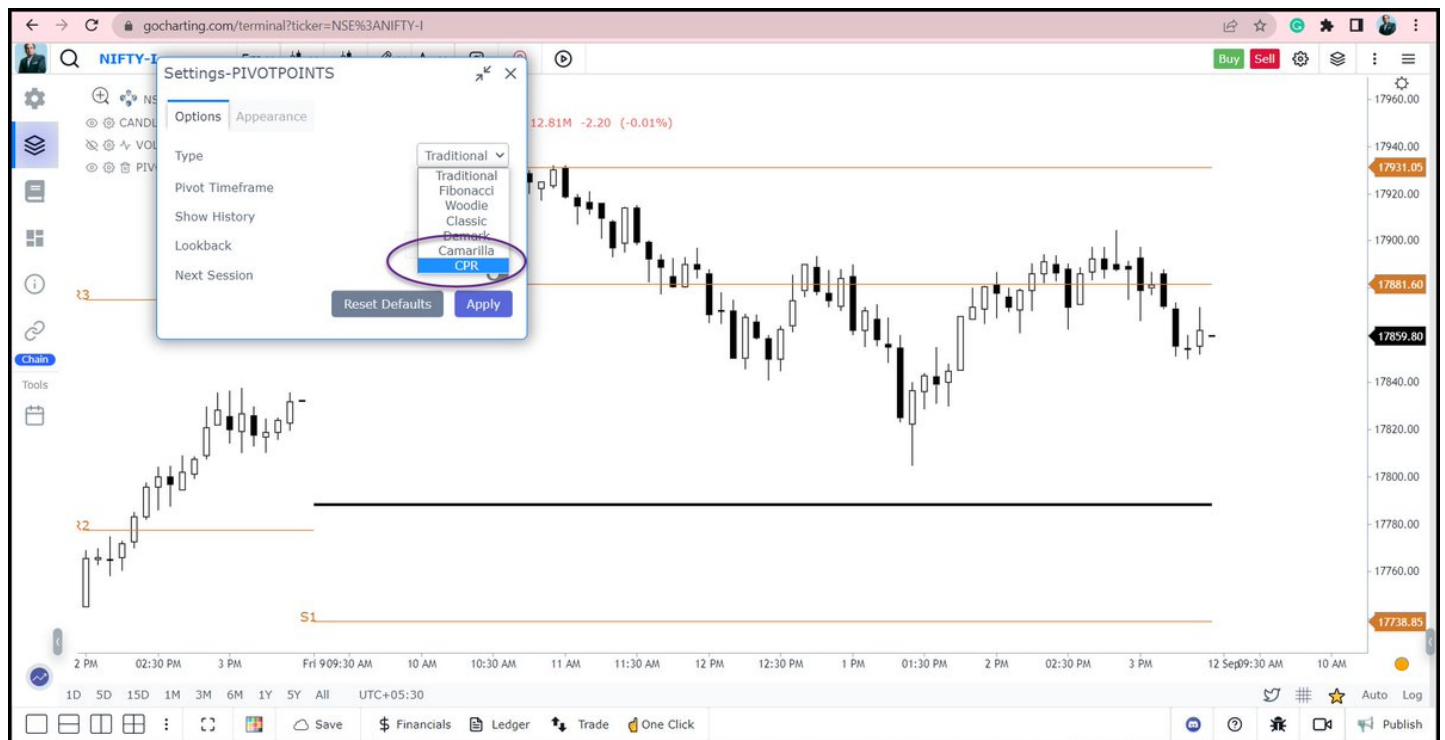 gocharting.com/terminal?ticker=NSE%3ANIFTY-I
NIFTY-I
Buy Sell
Settings-PIVOTPOINTS
Options Appearance
Type Traditional
Traditional
Fibonacci
Woodie
Classic
Demark
Camarilla
CPR
Pivot Timeframe
Show History
Lookback
Next Session
Reset Defaults Apply
12.81M -2.20 (-0.01%)
R3
R2
S1
17960.00
17940.00
17931.05
17920.00
17900.00
17881.60
17859.80
17840.00
17820.00
17800.00
17780.00
17760.00
17738.85
Chain
Tools
2 PM 02:30 PM 3 PM Fri 9 09:30 AM 10 AM 10:30 AM 11 AM 11:30 AM 12 PM 12:30 PM 1 PM 01:30 PM 2 PM 02:30 PM 3 PM 12 Sep 09:30 AM 10 AM
1D 5D 15D 1M 3M 6M 1Y 5Y All UTC+05:30 Auto Log
Save $ Financials Ledger Trade One Click Publish